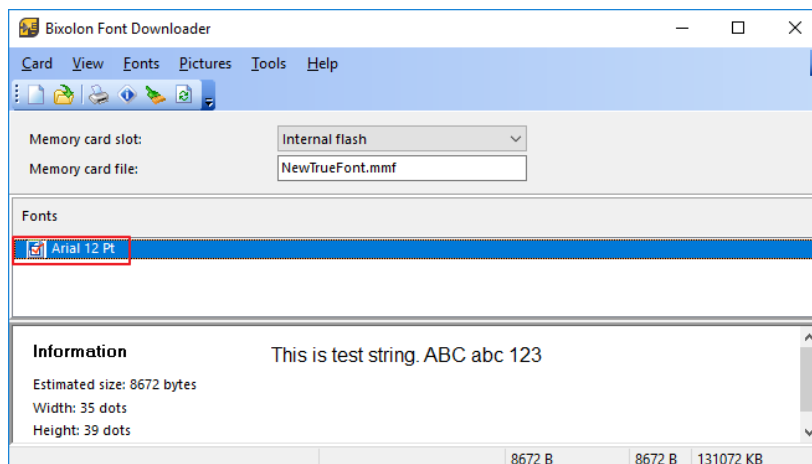 Bixolon Font Downloader
Card View Fonts Pictures Tools Help
Memory card slot: Internal flash
Memory card file: NewTrueFont.mmf
Fonts
Arial 12 Pt
Information This is test string. ABC abc 123
Estimated size: 8672 bytes
Width: 35 dots
Height: 39 dots
8672 B 8672 B 131072 KB